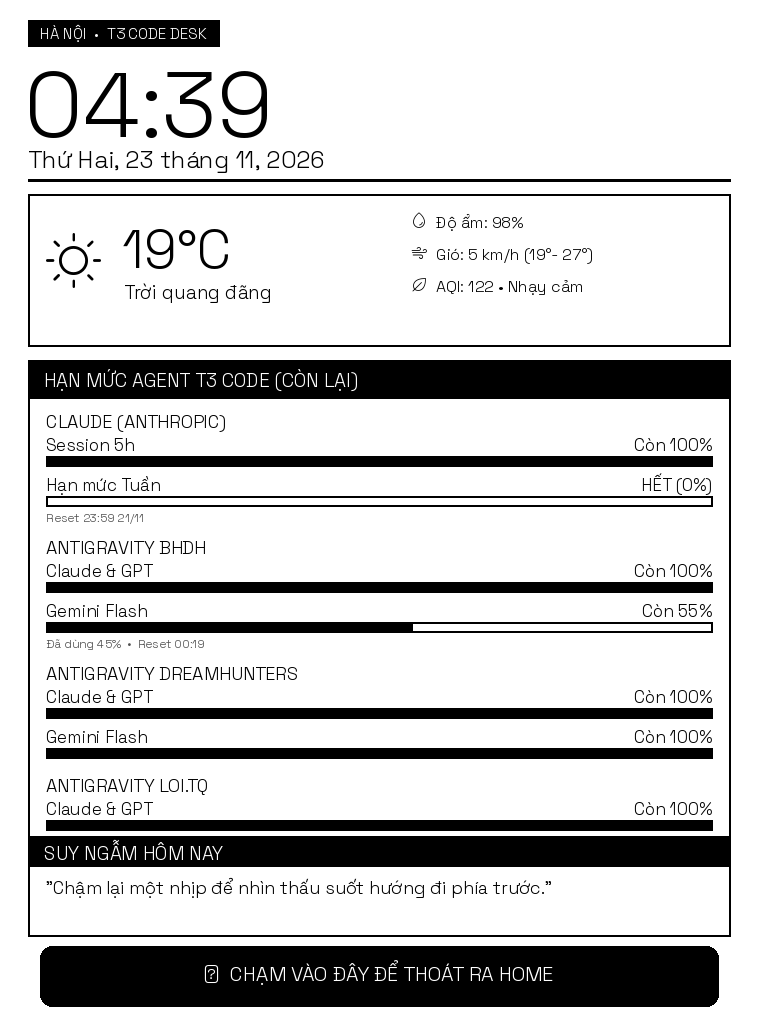 HÀ NỘI • T3 CODE DESK
04:39
Thứ Hai, 23 tháng 11, 2026
19°C
Trời quang đãng
Độ ẩm: 98%
Gió: 5 km/h (19°- 27°)
AQI: 122 • Nhạy cảm
HẠN MỨC AGENT T3 CODE (CÒN LẠI)
CLAUDE (ANTHROPIC)
Session 5h Còn 100%
Hạn mức Tuần HẾT (0%)
Reset 23:59 21/11
ANTIGRAVITY BHDH
Claude & GPT Còn 100%
Gemini Flash Còn 55%
Đã dùng 45% • Reset 00:19
ANTIGRAVITY DREAMHUNTERS
Claude & GPT Còn 100%
Gemini Flash Còn 100%
ANTIGRAVITY LOI.TQ
Claude & GPT Còn 100%
SUY NGẪM HÔM NAY
"Chậm lại một nhịp để nhìn thấu suốt hướng đi phía trước."
CHẠM VÀO ĐÂY ĐỂ THOÁT RA HOME